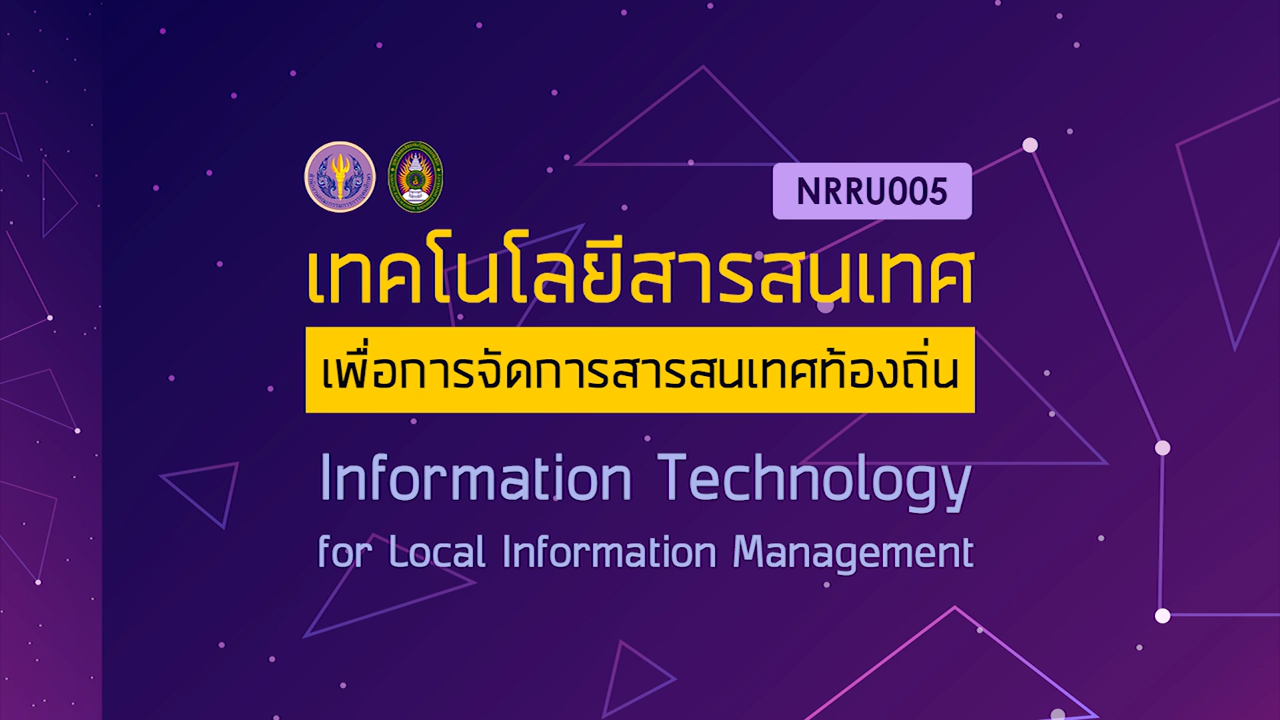 NRRU005
เทคโนโลยีสารสนเทศ
เพื่อการจัดการสารสนเทศท้องถิ่น
Information Technology
for Local Information Management